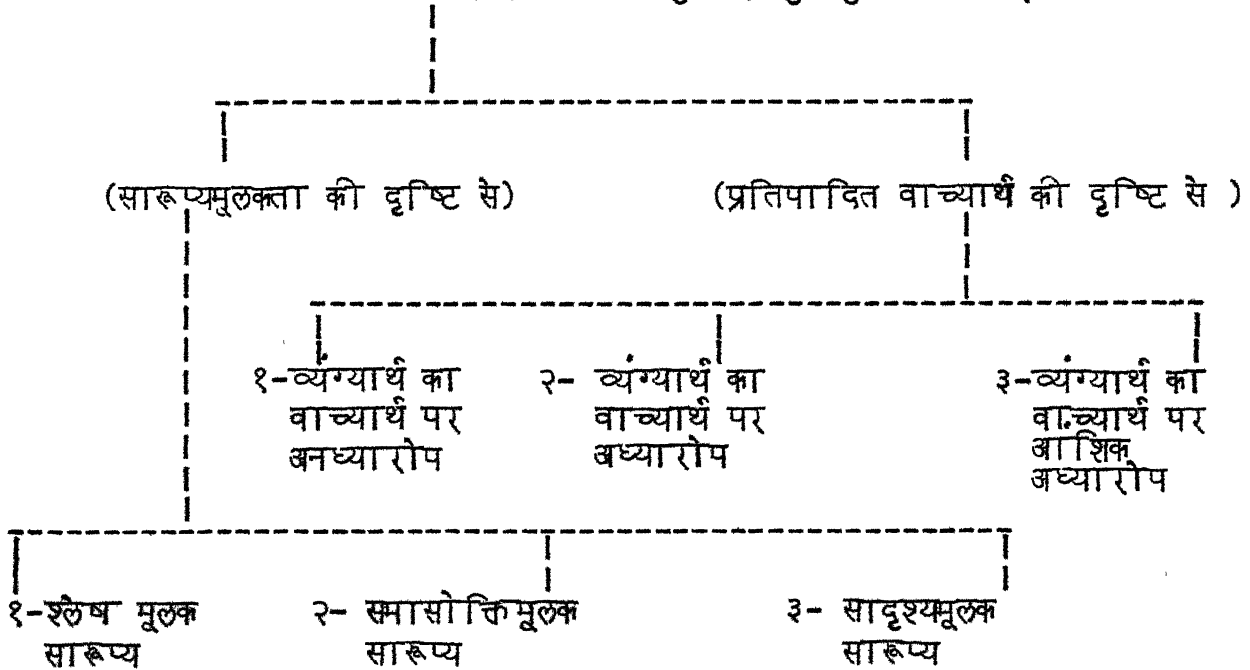 (सारूप्यमूलकता की दृष्टि से) (प्रतिपादित वाच्यार्थ की दृष्टि से )
१-व्यंग्यार्थ का २- व्यंग्यार्थ का ३-व्यंग्यार्थ का
वाच्यार्थ पर वाच्यार्थ पर वाच्यार्थ पर
अनध्यारोप अध्यारोप आंशिक
अध्यारोप
१-श्लेष मूलक २- समासोक्तिमूलक ३- सादृश्यमूलक
सारूप्य सारूप्य सारूप्य